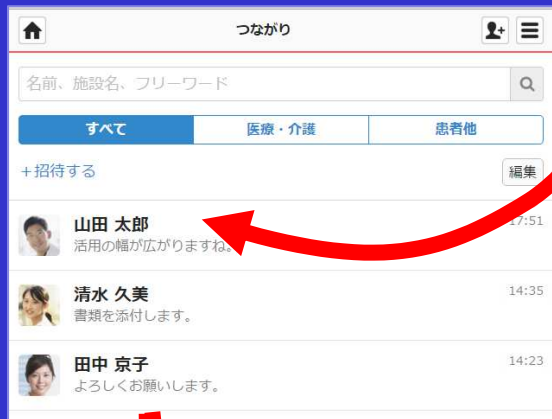 つながり
名前、施設名、フリーワード
すべて 医療・介護 患者他
+招待する 編集
山田 太郎 17:51
活用の幅が広がりますね。
清水 久美 14:35
書類を添付します。
田中 京子 14:23
よろしくお願いします。